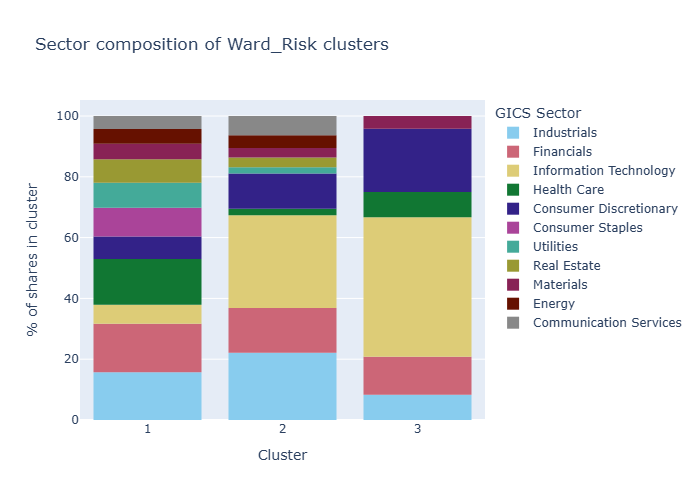 Sector composition of Ward_Risk clusters
% of shares in cluster
100
80
60
40
20
0
1
2
3
Cluster
GICS Sector
Industrials
Financials
Information Technology
Health Care
Consumer Discretionary
Consumer Staples
Utilities
Real Estate
Materials
Energy
Communication Services